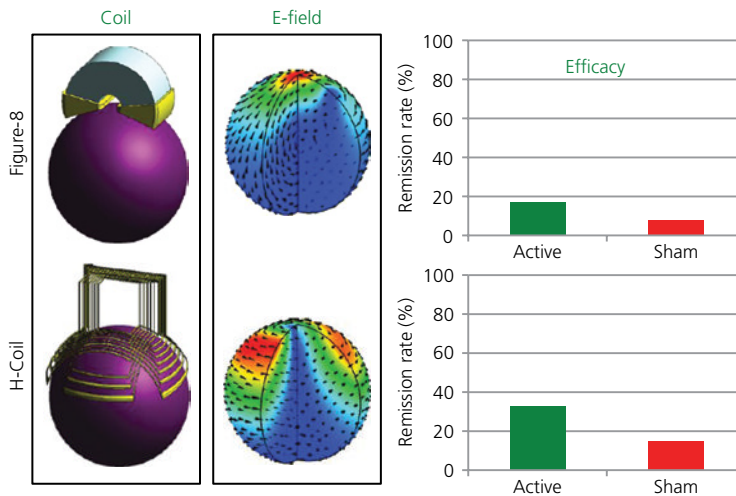 Coil
E-field
Figure-8
H-Coil
Efficacy
Remission rate (%)
100
80
60
40
20
0
Active
Sham
Remission rate (%)
100
80
60
40
20
0
Active
Sham